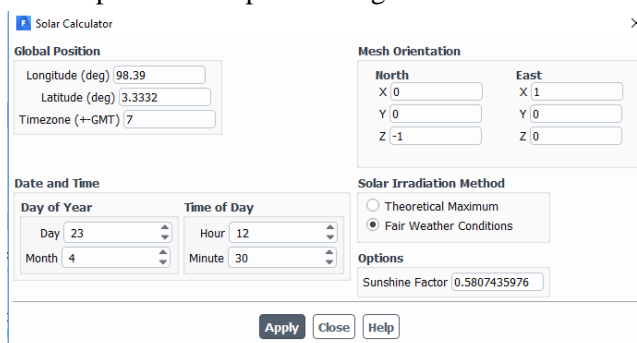 Solar Calculator
Global Position
Longitude (deg) 98.39
Latitude (deg) 3.3332
Timezone (+-GMT) 7
Mesh Orientation
North East
X 0 X 1
Y 0 Y 0
Z -1 Z 0
Date and Time
Day of Year Time of Day
Day 23 Hour 12
Month 4 Minute 30
Solar Irradiation Method
Theoretical Maximum
Fair Weather Conditions
Options
Sunshine Factor 0.5807435976
Apply Close Help